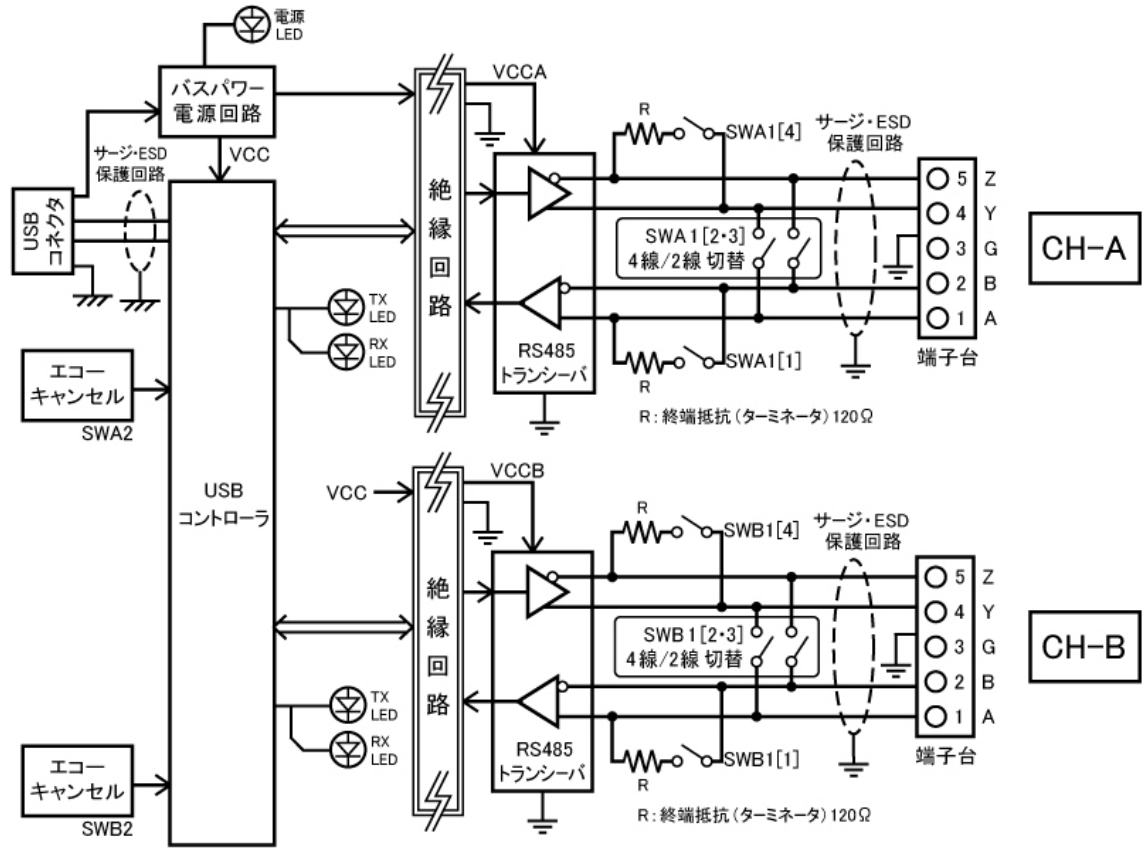 電源
LED
バスパワー
電源回路
VCC
サージ・ESD
保護回路
USB
コネクタ
TX
LED
RX
LED
エコー
キャンセル
SWA2
USB
コントローラ
TX
LED
RX
LED
エコー
キャンセル
SWB2
絶縁回路
VCCA
R
SWA1[4]
サージ・ESD
保護回路
SWA1[2・3]
4線/2線 切替
RS485
トランシーバ
SWA1[1]
R
R：終端抵抗（ターミネータ）120Ω
5 Z
4 Y
3 G
2 B
1 A
端子台
CH-A
VCC
絶縁回路
VCCB
R
SWB1[4]
サージ・ESD
保護回路
SWB1[2・3]
4線/2線 切替
RS485
トランシーバ
SWB1[1]
R
R：終端抵抗（ターミネータ）120Ω
5 Z
4 Y
3 G
2 B
1 A
端子台
CH-B